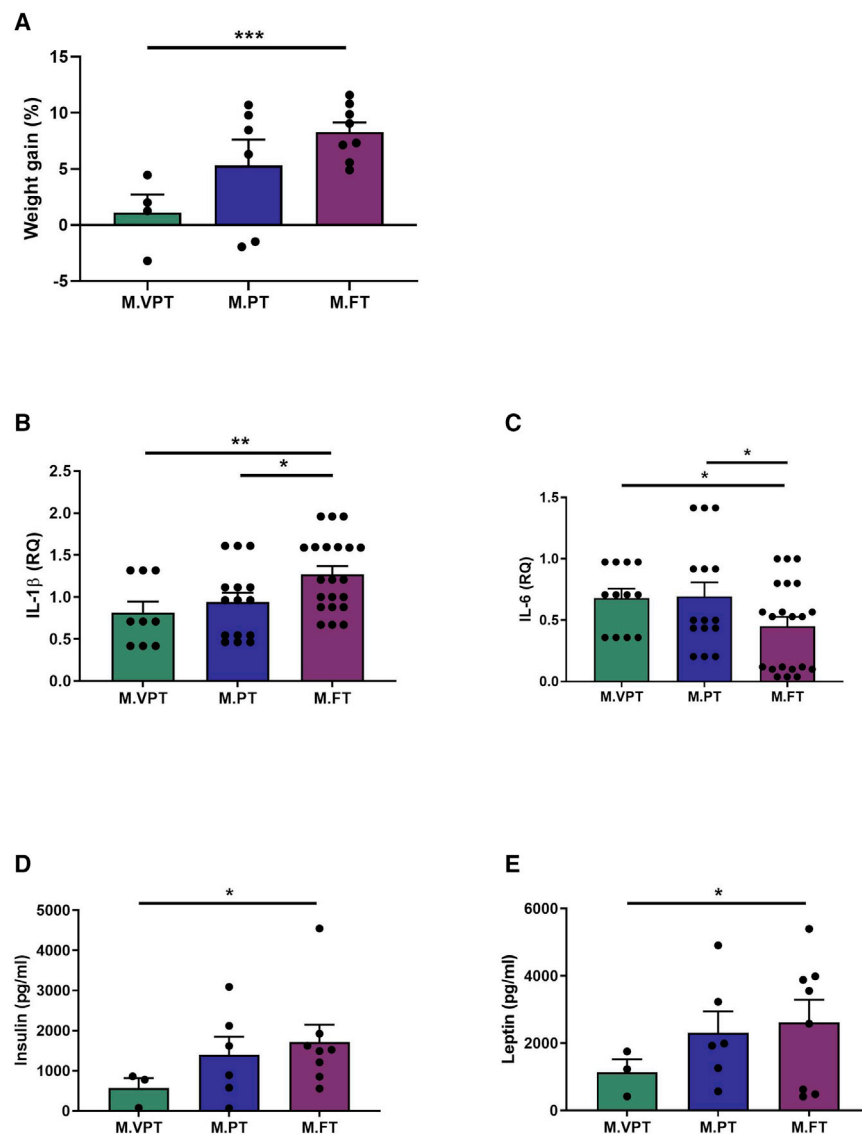 A
***
Weight gain (%)
15
10
5
0
-5
M.VPT M.PT M.FT
B
**
*
IL-1β (RQ)
2.5
2.0
1.5
1.0
0.5
0.0
M.VPT M.PT M.FT
C
*
*
IL-6 (RQ)
1.5
1.0
0.5
0.0
M.VPT M.PT M.FT
D
*
Insulin (pg/ml)
5000
4000
3000
2000
1000
0
M.VPT M.PT M.FT
E
*
Leptin (pg/ml)
6000
4000
2000
0
M.VPT M.PT M.FT